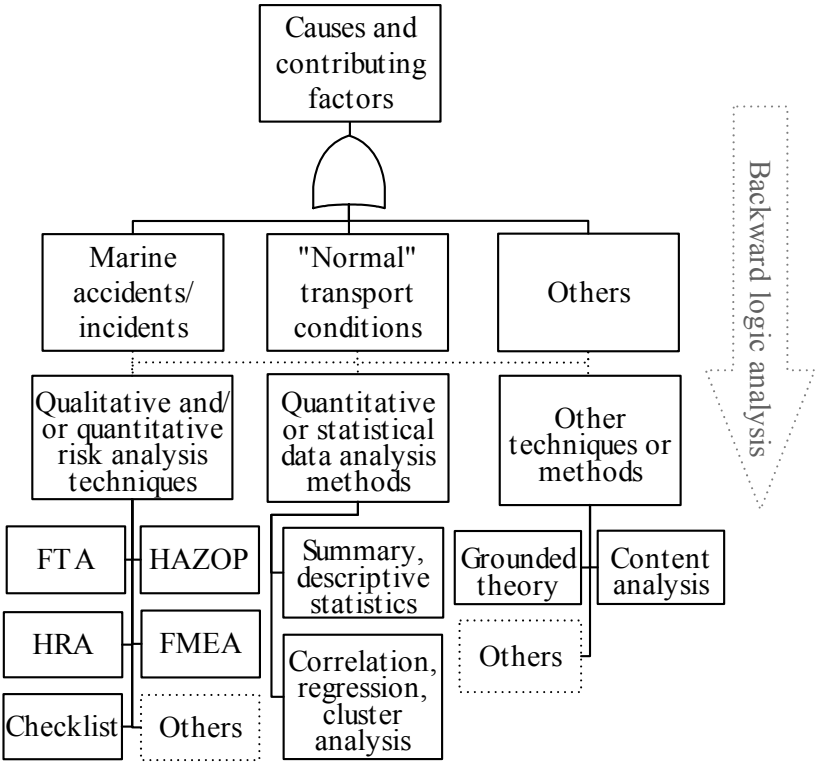 Causes and
contributing
factors
Marine
accidents/
incidents
"Normal"
transport
conditions
Others
Backward logic analysis
Qualitative and/
or quantitative
risk analysis
techniques
Quantitative
or statistical
data analysis
methods
Other
techniques or
methods
FTA
HAZOP
HRA
FMEA
Checklist
Others
Summary,
descriptive
statistics
Correlation,
regression,
cluster
analysis
Grounded
theory
Content
analysis
Others